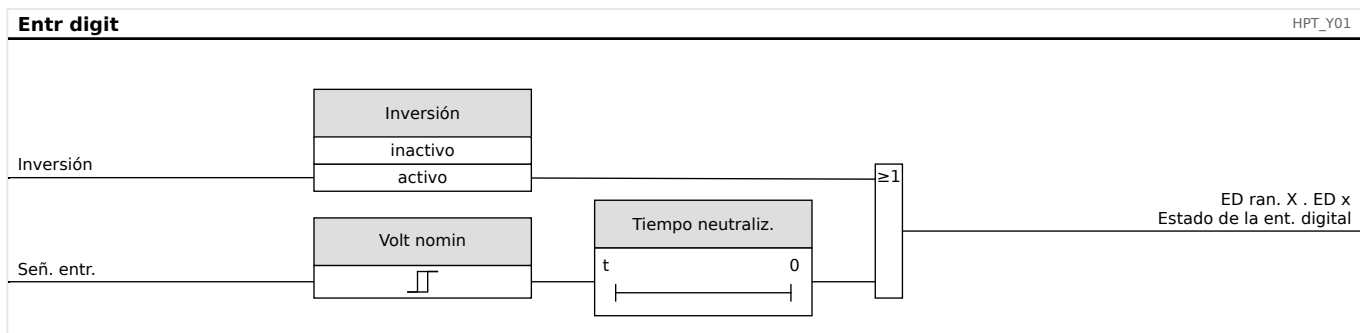 Entr digit
HPT_Y01
Inversión
inactivo
Inversión
activo
≥1
ED ran. X . ED x
Estado de la ent. digital
Tiempo neutraliz.
Volt nomin
Señ. entr.
t 0